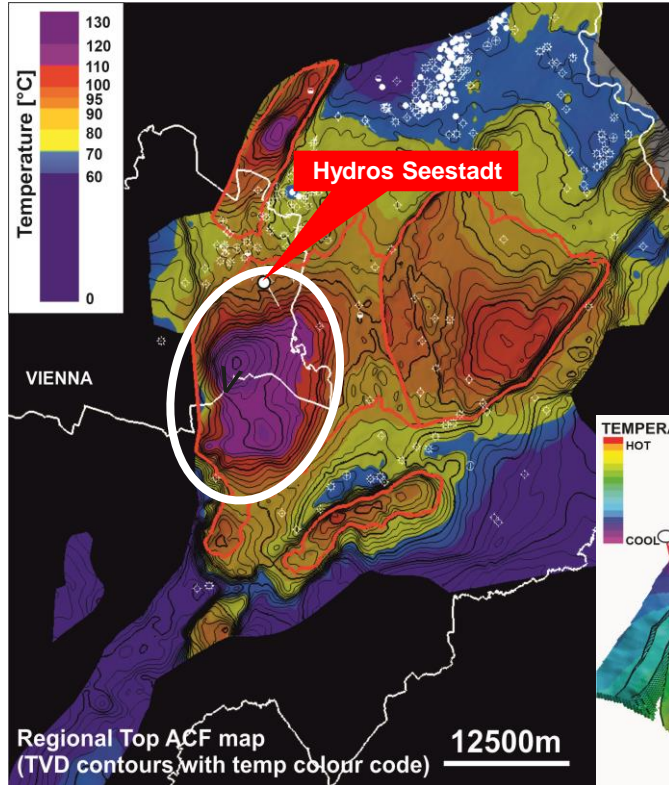 Temperature [°C]
130
120
110
100
95
90
80
70
60
0
Hydros Seestadt
VIENNA
TEMPERA
HOT
COOL
Regional Top ACF map
(TVD contours with temp colour code)
12500m